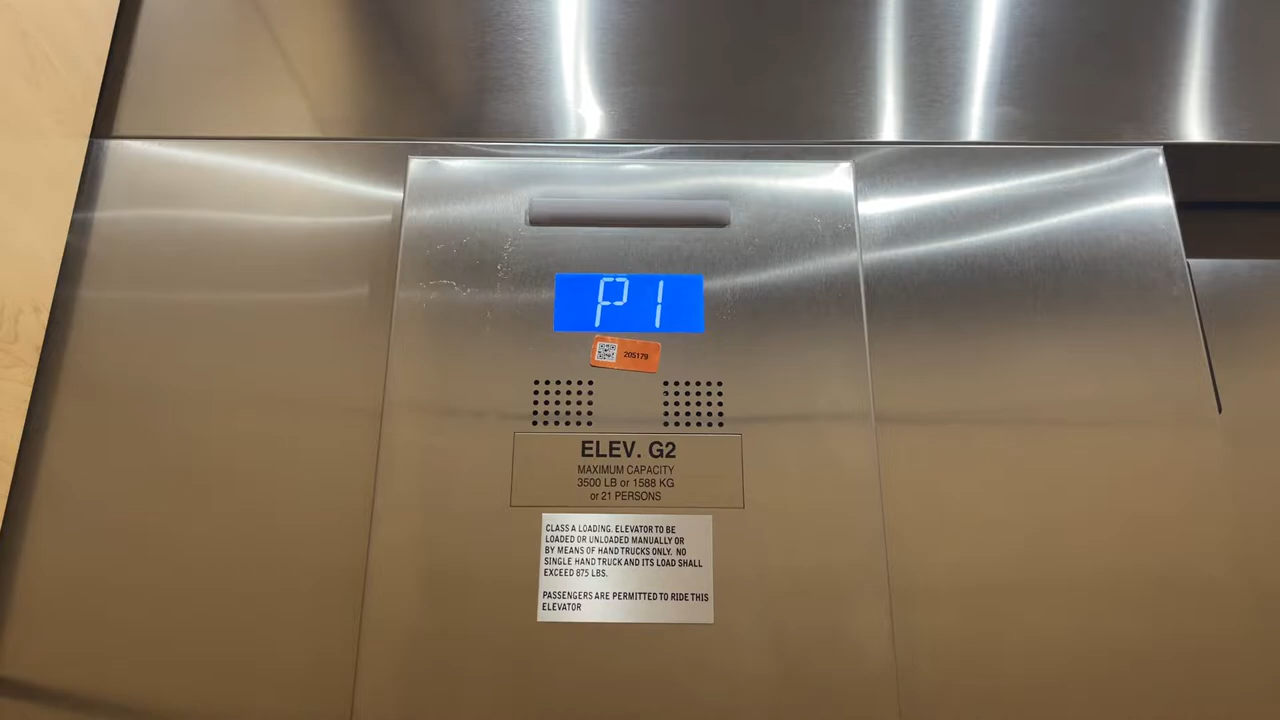 P1
205179
ELEV. G2
MAXIMUM CAPACITY
3500 LB or 1588 KG
or 21 PERSONS
CLASS A LOADING. ELEVATOR TO BE
LOADED OR UNLOADED MANUALLY OR
BY MEANS OF HAND TRUCKS ONLY. NO
SINGLE HAND TRUCK AND ITS LOAD SHALL
EXCEED 875 LBS.
PASSENGERS ARE PERMITTED TO RIDE THIS
ELEVATOR